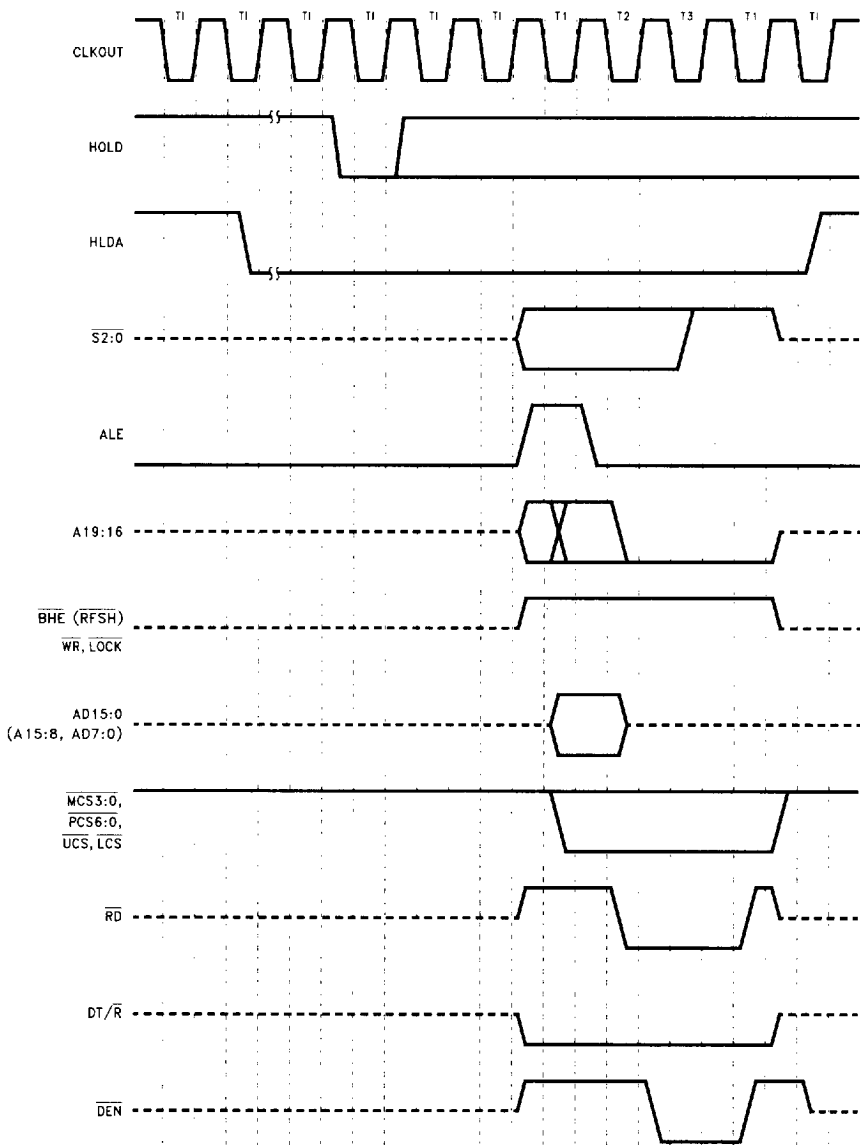 TI TI TI TI TI TI T1 T2 T3 T1 TI
CLKOUT
HOLD
HLDA
S2:0
ALE
A19:16
BHE (RFSH)
WR, LOCK
AD15:0
(A15:8, AD7:0)
MCS3:0,
PCS6:0,
UCS, LCS
RD
DT/R
DEN